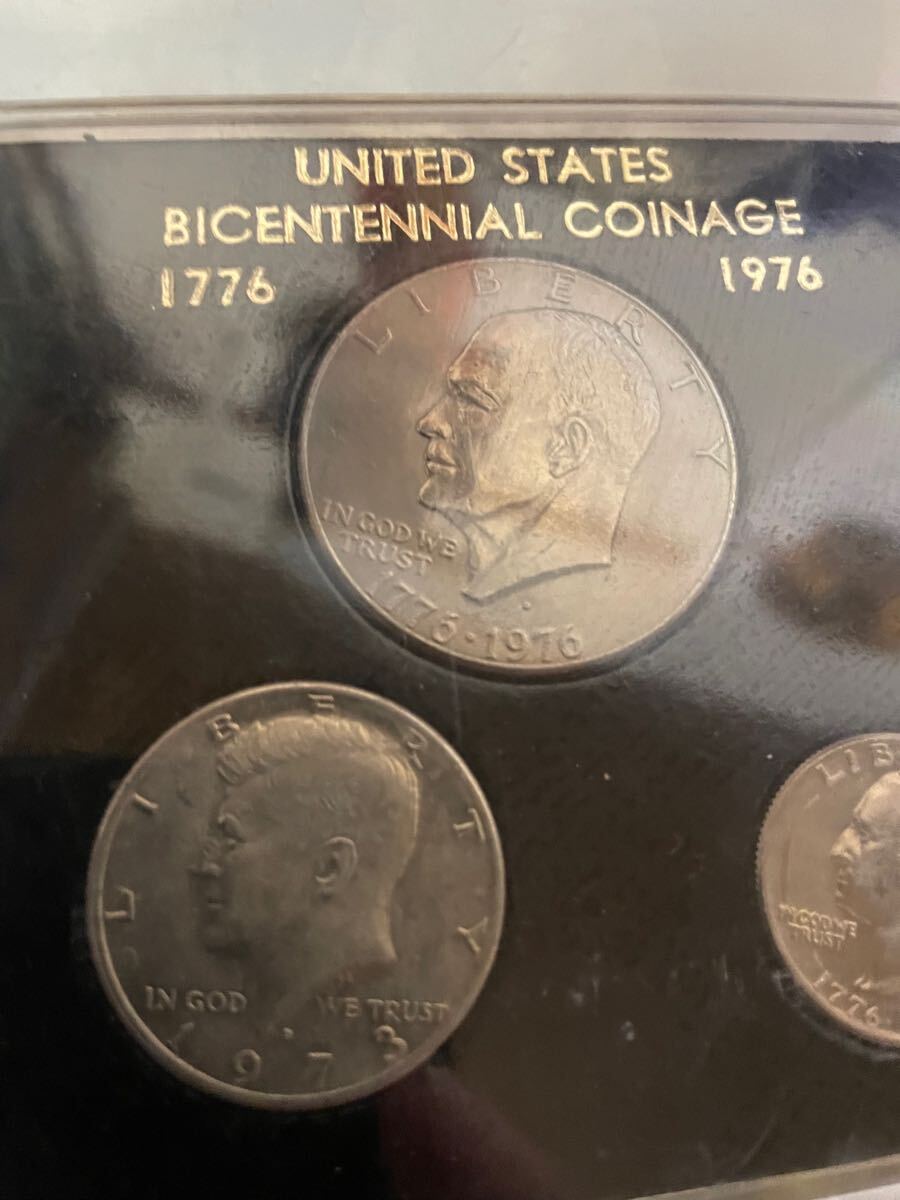 UNITED STATES
BICENTENNIAL COINAGE
1776 1976
LIBERTY
IN GOD WE
TRUST
1776 · 1976
LIBERTY
IN GOD WE TRUST
1973
LIB
IN GOD WE
TRUST
1776